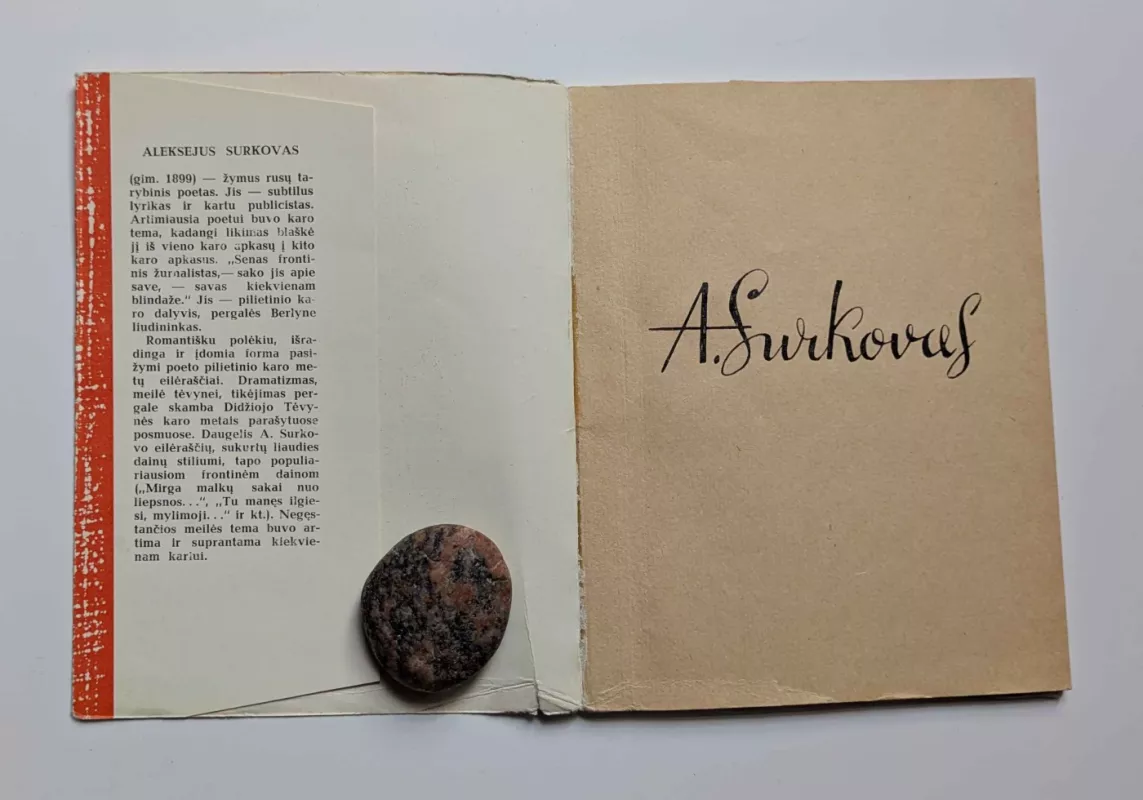 ALEKSEJUS SURKOVAS
(gim. 1899) — žymus rusų ta-
rybinis poetas. Jis — subtilus
lyrikas ir kartu publicistas.
Artimiausia poetui buvo karo
tema, kadangi likimas blaškė
jį iš vieno karo apkasų į kito
karo apkasus. „Senas fronti-
nis žurnalistas,— sako jis apie
save, — savas kiekvienam
blindaže.“ Jis — pilietinio ka-
ro dalyvis, pergalės Berlyne
liudininkas.
Romantišku polėkiu, išra-
dinga ir įdomia forma pasi-
žymi poeto pilietinio karo me-
tų eilėraščiai. Dramatizmas,
meilė tėvynei, tikėjimas per-
gale skamba Didžiojo Tėvy-
nės karo metais parašytuose
posmuose. Daugelis A. Surko-
vo eilėraščių, sukurtų liaudies
dainų stiliumi, tapo populia-
riausiom frontinėm dainom
(„Mirga malkų sakai nuo
liepsnos...“, „Tu manęs ilgie-
si, mylimoji...“ ir kt.). Negęs-
tančios meilės tema buvo ar-
tima ir suprantama kiekvie-
nam kariui.
A. Surkovas